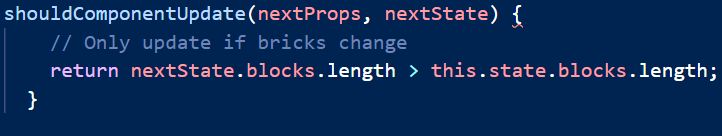 shouldComponentUpdate(nextProps, nextState) {
// Only update if bricks change
return nextState.blocks.length > this.state.blocks.length;
}